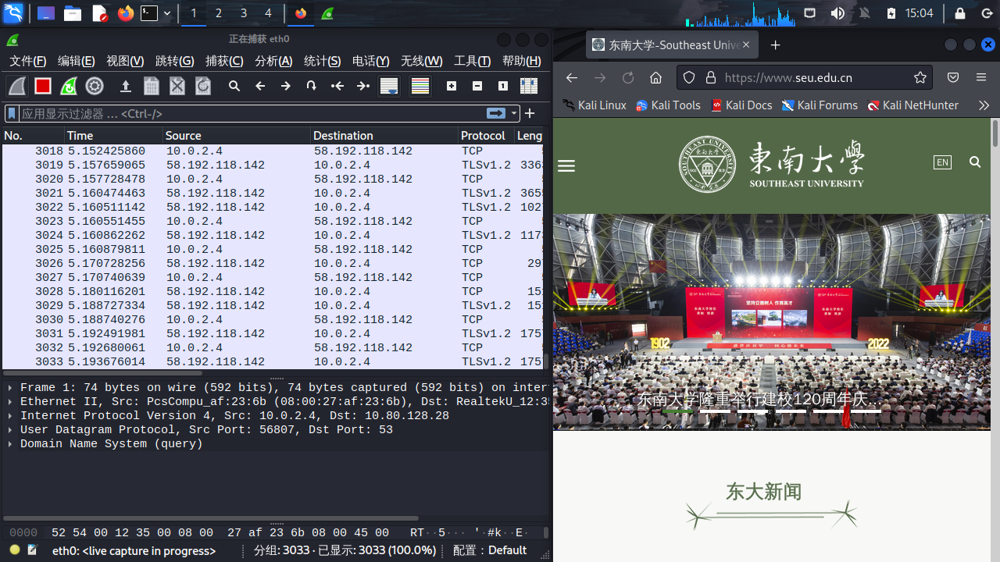 1 2 3 4
15:04
正在捕获 eth0
文件(F) 编辑(E) 视图(V) 跳转(G) 捕获(C) 分析(A) 统计(S) 电话(Y) 无线(W) 工具(T) 帮助(H)
应用显示过滤器 … <Ctrl-/>
No. Time Source Destination Protocol Leng
3018 5.152425860 10.0.2.4 58.192.118.142 TCP
3019 5.157659065 58.192.118.142 10.0.2.4 TLSv1.2 3363
3020 5.157728478 10.0.2.4 58.192.118.142 TCP
3021 5.160474463 58.192.118.142 10.0.2.4 TLSv1.2 3655
3022 5.160511142 58.192.118.142 10.0.2.4 TLSv1.2 1027
3023 5.160551455 10.0.2.4 58.192.118.142 TCP
3024 5.160862262 58.192.118.142 10.0.2.4 TLSv1.2 1173
3025 5.160879811 10.0.2.4 58.192.118.142 TCP
3026 5.170728256 58.192.118.142 10.0.2.4 TCP 297
3027 5.170740639 10.0.2.4 58.192.118.142 TCP
3028 5.180116201 58.192.118.142 10.0.2.4 TCP 151
3029 5.188727334 58.192.118.142 10.0.2.4 TLSv1.2 151
3030 5.188740276 10.0.2.4 58.192.118.142 TCP
3031 5.192491981 58.192.118.142 10.0.2.4 TLSv1.2 1757
3032 5.192680061 10.0.2.4 58.192.118.142 TCP
3033 5.193676014 58.192.118.142 10.0.2.4 TLSv1.2 1757
Frame 1: 74 bytes on wire (592 bits), 74 bytes captured (592 bits) on inter
Ethernet II, Src: PcsCompu_af:23:6b (08:00:27:af:23:6b), Dst: RealtekU_12:35
Internet Protocol Version 4, Src: 10.0.2.4, Dst: 10.80.128.28
User Datagram Protocol, Src Port: 56807, Dst Port: 53
Domain Name System (query)
0000 52 54 00 12 35 00 08 00 27 af 23 6b 08 00 45 00 RT··5··· '·#k··E·
eth0: <live capture in progress> 分组: 3033 · 已显示: 3033 (100.0%) 配置：Default
东南大学-Southeast Unive
https://www.seu.edu.cn
Kali Linux Kali Tools Kali Docs Kali Forums Kali NetHunter
東南大學
SOUTHEAST UNIVERSITY
EN
坚持立德树人 作育英才
1902
2022
东南大学隆重举行建校120周年庆...
东大新闻